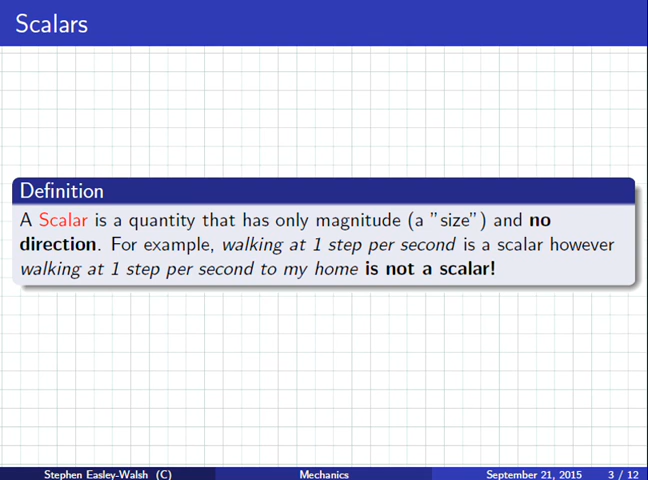 Scalars
Definition
A Scalar is a quantity that has only magnitude (a ”size”) and no
direction. For example, walking at 1 step per second is a scalar however
walking at 1 step per second to my home is not a scalar!
Stephen Easley-Walsh (C) Mechanics September 21, 2015 3 / 12